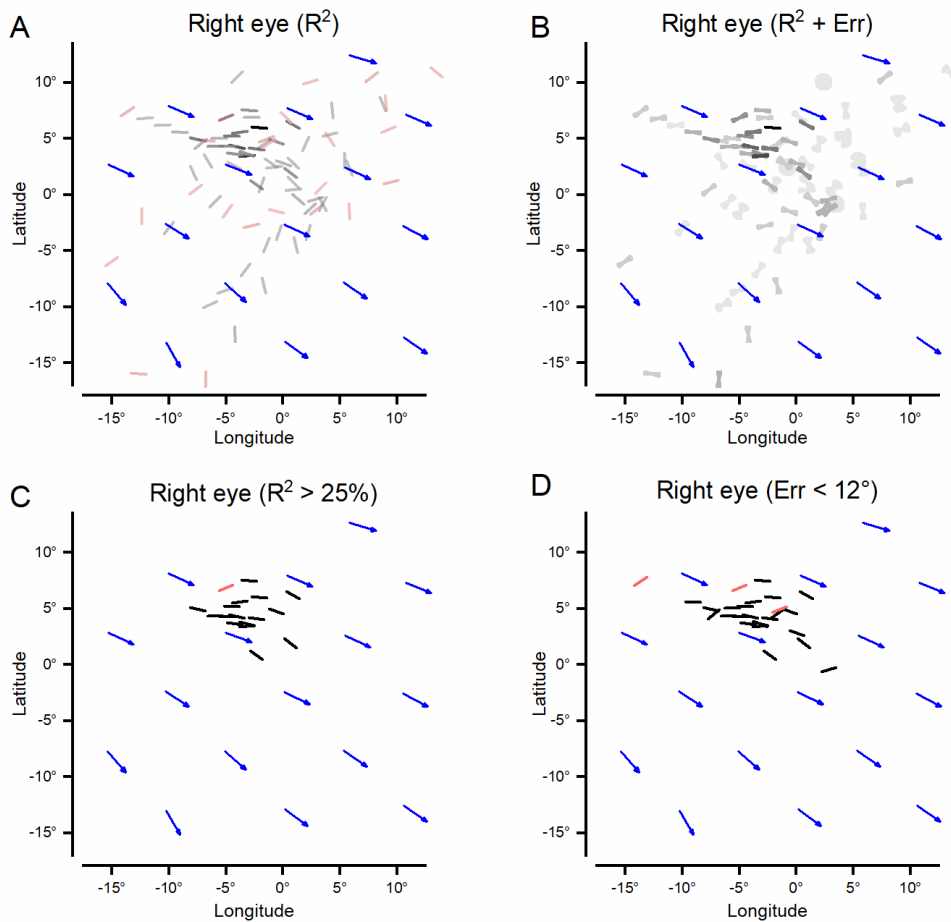 A
Right eye (R² )
B
Right eye (R² + Err)
10°
5°
0°
-5°
-10°
-15°
Latitude
-15° -10° -5° 0° 5° 10°
Longitude
10°
5°
0°
-5°
-10°
-15°
Latitude
-15° -10° -5° 0° 5° 10°
Longitude
C
Right eye (R² > 25%)
D
Right eye (Err < 12°)
10°
5°
0°
-5°
-10°
-15°
Latitude
-15° -10° -5° 0° 5° 10°
Longitude
10°
5°
0°
-5°
-10°
-15°
Latitude
-15° -10° -5° 0° 5° 10°
Longitude